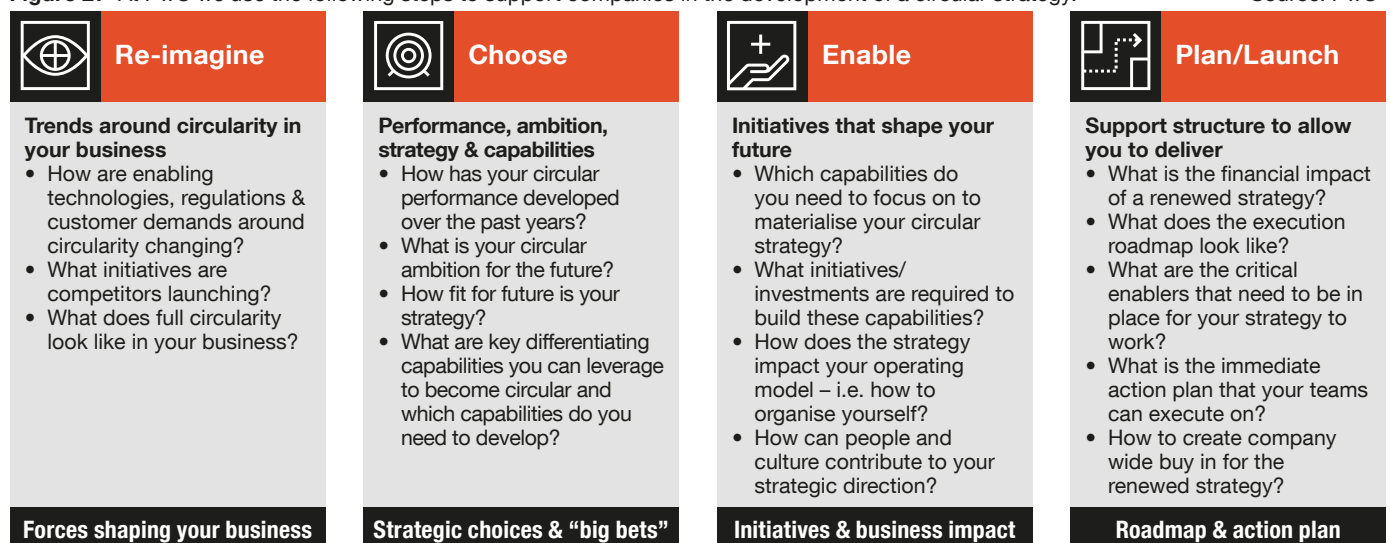 Re-imagine
Trends around circularity in
your business
• How are enabling
technologies, regulations &
customer demands around
circularity changing?
• What initiatives are
competitors launching?
• What does full circularity
look like in your business?
Forces shaping your business
Choose
Performance, ambition,
strategy & capabilities
• How has your circular
performance developed
over the past years?
• What is your circular
ambition for the future?
• How fit for future is your
strategy?
• What are key differentiating
capabilities you can leverage
to become circular and
which capabilities do you
need to develop?
Strategic choices & “big bets”
Enable
Initiatives that shape your
future
• Which capabilities do
you need to focus on to
materialise your circular
strategy?
• What initiatives/
investments are required to
build these capabilities?
• How does the strategy
impact your operating
model – i.e. how to
organise yourself?
• How can people and
culture contribute to your
strategic direction?
Initiatives & business impact
Plan/Launch
Support structure to allow
you to deliver
• What is the financial impact
of a renewed strategy?
• What does the execution
roadmap look like?
• What are the critical
enablers that need to be in
place for your strategy to
work?
• What is the immediate
action plan that your teams
can execute on?
• How to create company
wide buy in for the
renewed strategy?
Roadmap & action plan